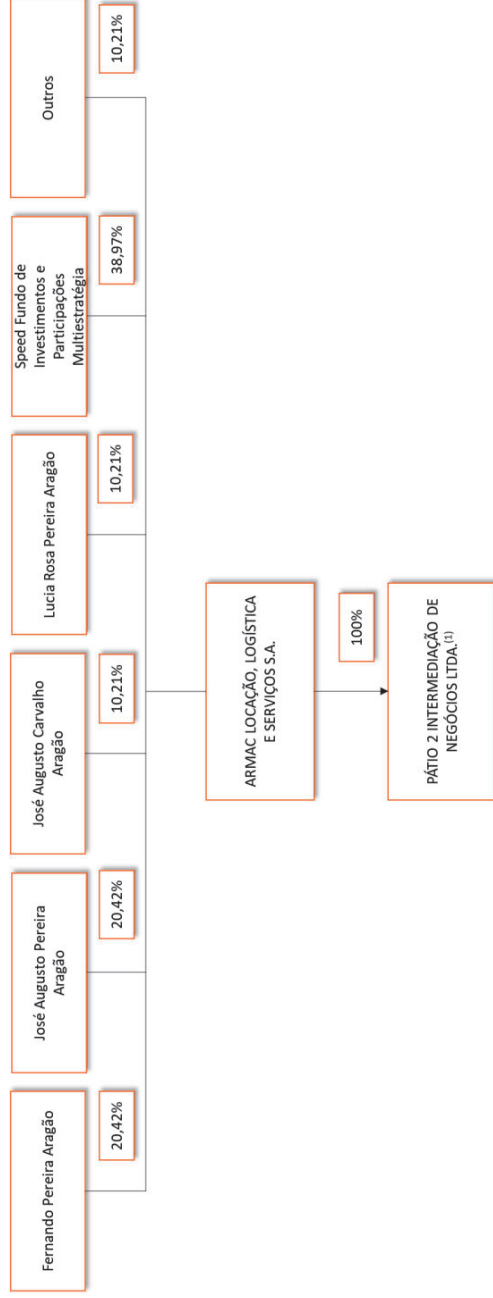 Fernando Pereira Aragão
José Augusto Pereira
Aragão
José Augusto Carvalho
Aragão
Lucia Rosa Pereira Aragão
Speed Fundo de
Investimentos e
Participações
Multiestratégia
Outros
20,42%
20,42%
10,21%
10,21%
38,97%
10,21%
ARMAC LOCAÇÃO, LOGÍSTICA
E SERVIÇOS S.A.
100%
PÁTIO 2 INTERMEDIAÇÃO DE
NEGÓCIOS LTDA.(1)